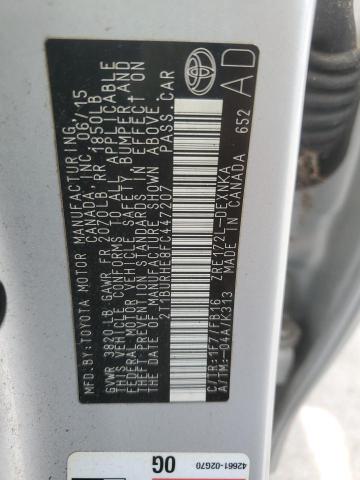 MFD.BY:TOYOTA MOTOR MANUFACTURING,
CANADA, INC. 06/15
GVWR 3820 LB GAWR FR 2070LB RR 1850LB
THIS VEHICLE CONFORMS TO ALL APPLICABLE
FEDERAL MOTOR VEHICLE SAFETY, BUMPER, AND
THEFT-PREVENTION STANDARDS IN EFFECT ON
THE DATE OF MANUFACTURE SHOWN ABOVE.
2T1BURHE8FC447207 PASS.CAR
C/TR:1F7/FB16 ZRE172L-DEXNKA
A/TM:-04A/K313 MADE IN CANADA 652
AD
TOYOTA
42661-02G70
0G